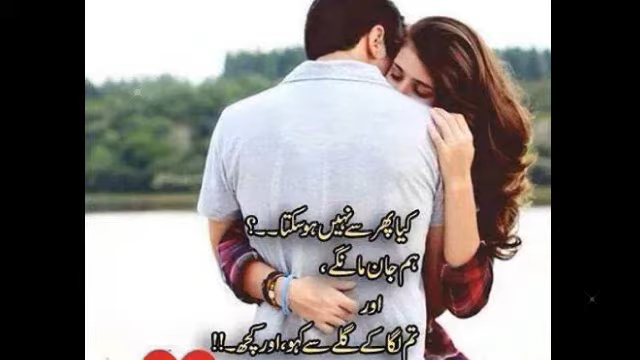 کیا پھر سے نہیں ہو سکتا ۔۔؟
ہم جان مانگے،
اور
تم لگا کے گلے سے کہو، اور کچھ۔!!